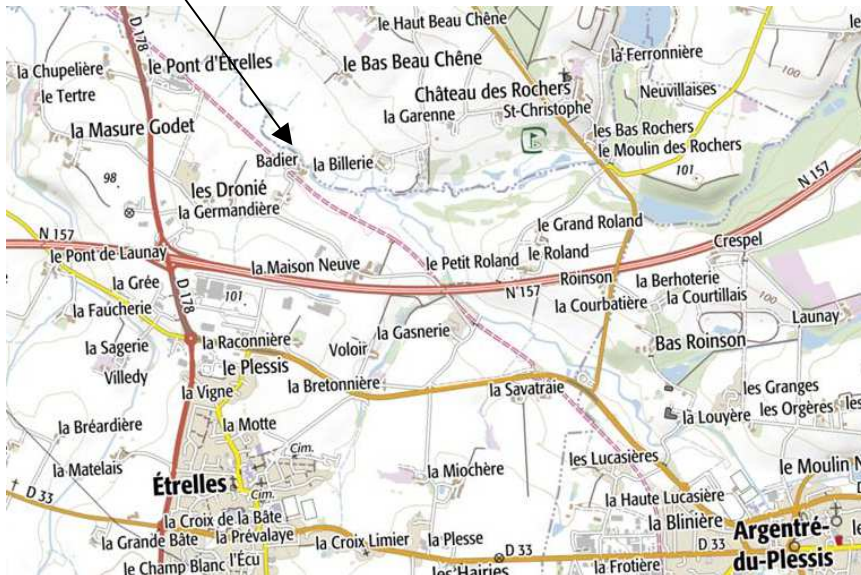 D 178
le Haut Beau Chêne
la Ferronnière
100
la Chupelière
le Pont d'Étrelles
le Bas Beau Chêne
le Tertre
Château des Rochers
Neuvillaises
St-Christophe
la Garenne
la Masure Godet
les Bas Rochers
le Moulin des Rochers
Badier
la Billerie
101
98
les Dronié
N 157
la Germandière
le Grand Roland
N 157
Crespel
le Pont de Launay
la Maison Neuve
le Petit Roland
le Roland
Roinson
la Berhoterie
la Grée
D 178
101
N 157
la Courbatière
la Courtillais
100
la Faucherie
la Gasnerie
Launay
la Sagerie
la Raconnière
Voloir
Bas Roinson
Villedy
le Plessis
la Vigne
la Bretonnière
la Savatraie
les Granges
la Louyère
les Orgères
les
la Bréardière
la Motte
Cim.
la Matelais
les Lucasières
le Moulin N
la Miochère
Étrelles
Cim.
la Haute Lucasière
D 33
la Croix de la Bâte
la Blinière
Argentré-
du-Plessis
la Grande Bâte
la Prévalaye
la Croix Limier
la Plesse
D 33
D 33
le Champ Blanc
l'Écu
les Hairies
la Frotière